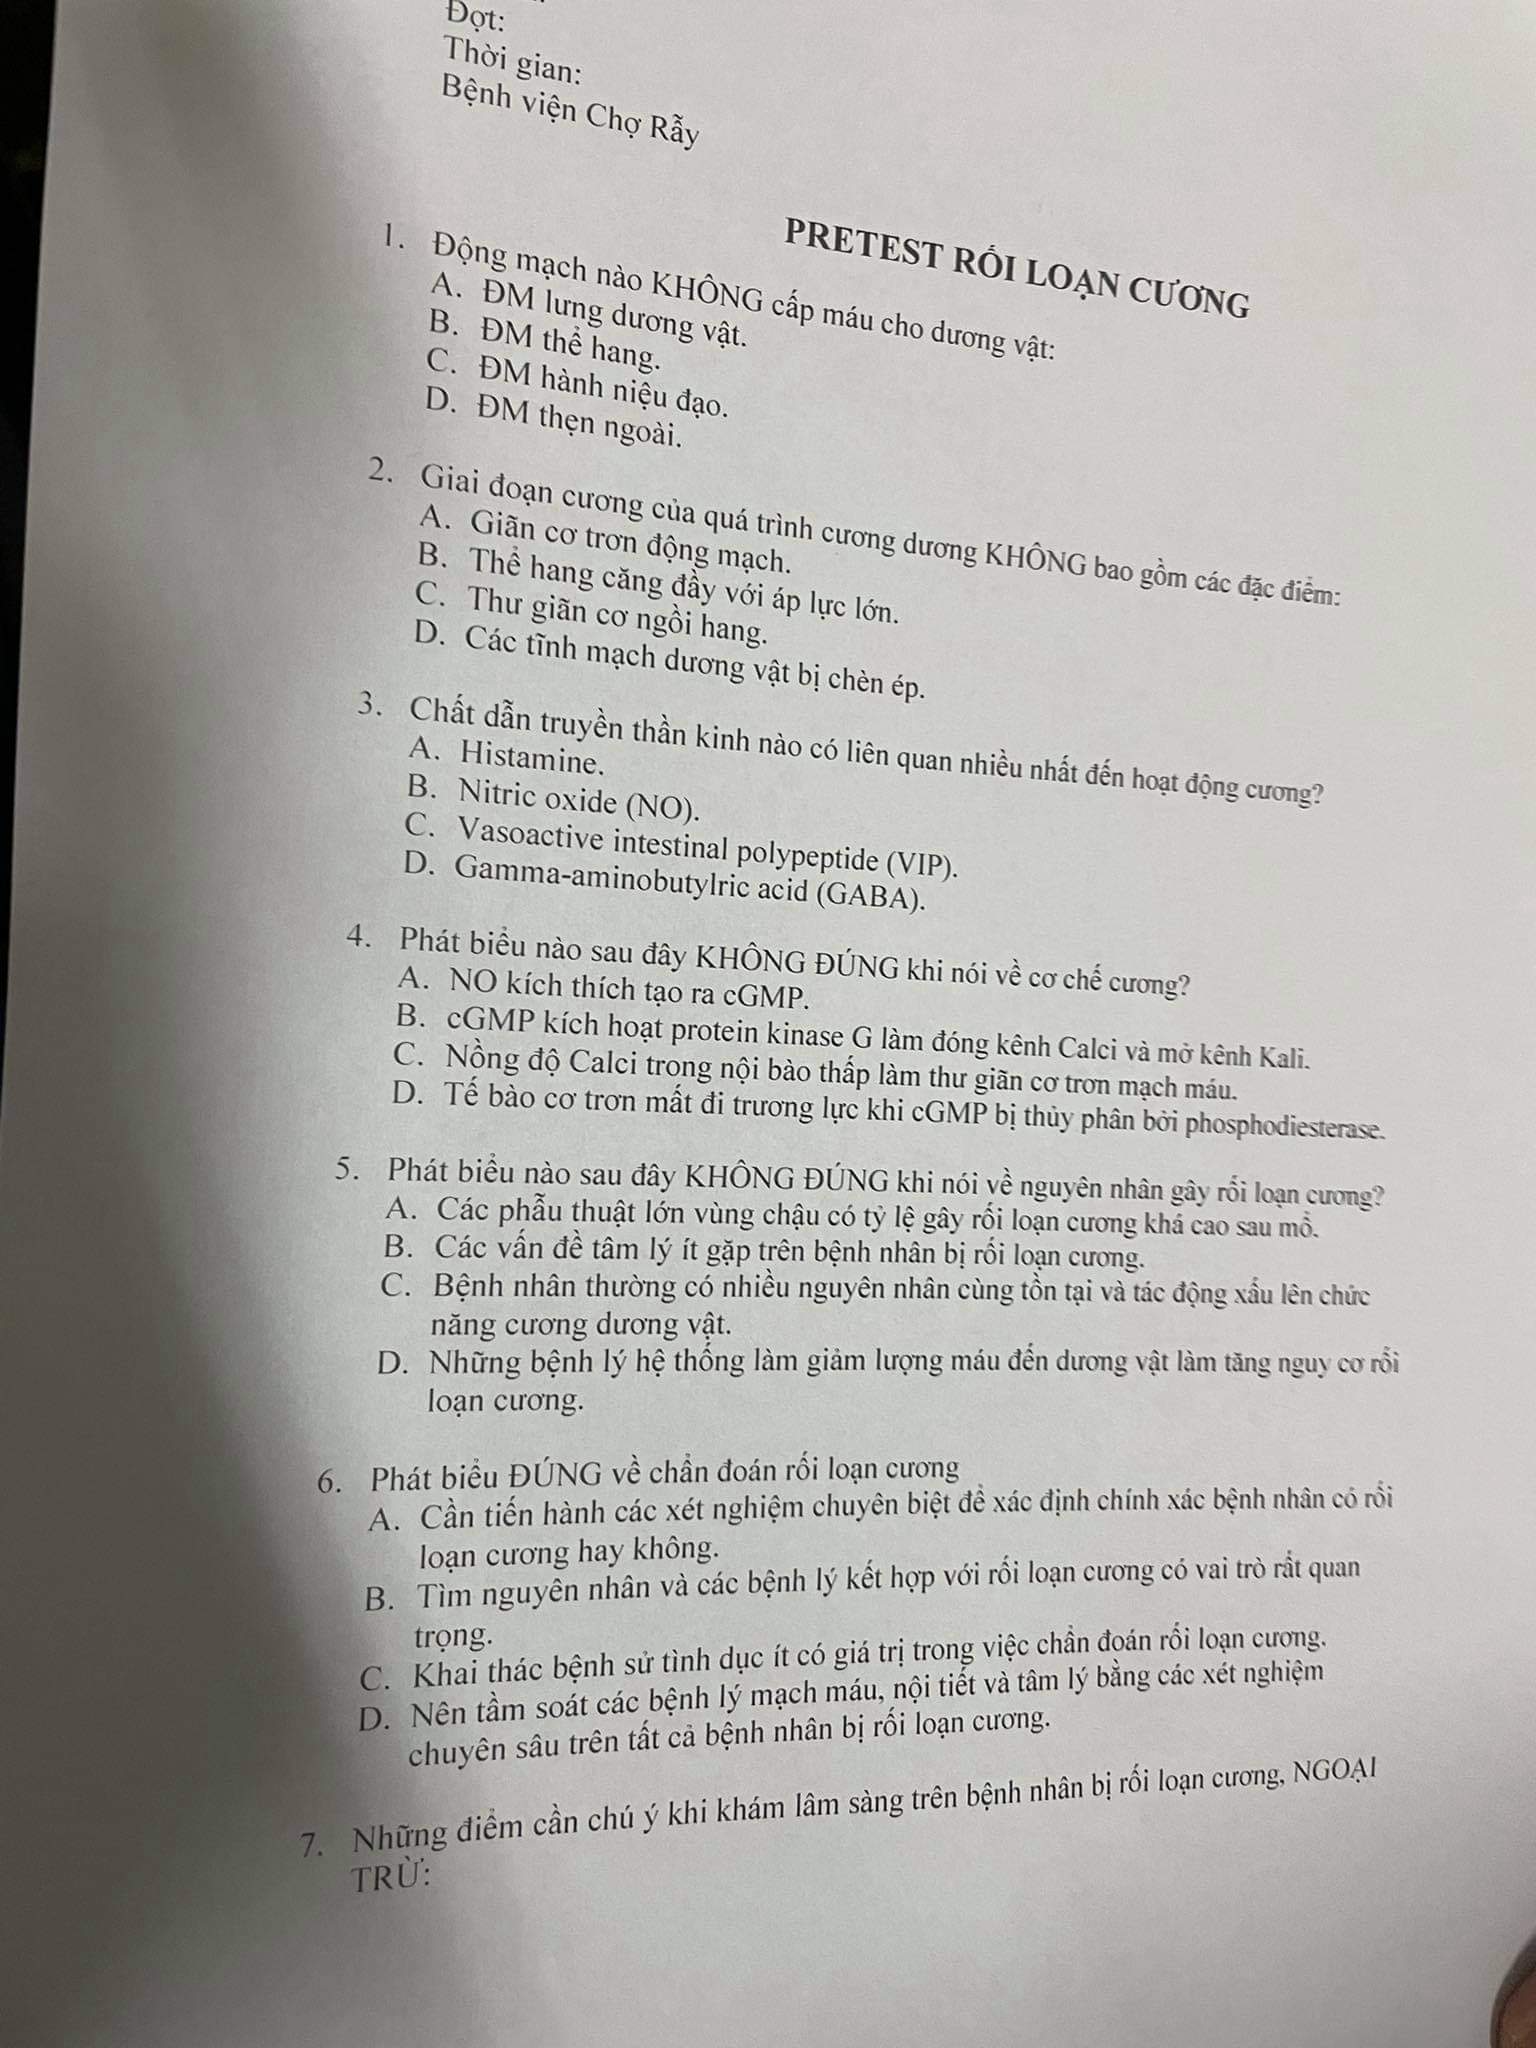 Đợt:
Thời gian:
Bệnh viện Chợ Rẫy
PRETEST RỐI LOẠN CƯƠNG
1. Động mạch nào KHÔNG cấp máu cho dương vật:
A. ĐM lưng dương vật.
B. ĐM thể hang.
C. ĐM hành niệu đạo.
D. ĐM thẹn ngoài.
2. Giai đoạn cương của quá trình cương dương KHÔNG bao gồm các đặc điểm:
A. Giãn cơ trơn động mạch.
B. Thể hang căng đầy với áp lực lớn.
C. Thư giãn cơ ngồi hang.
D. Các tĩnh mạch dương vật bị chèn ép.
3. Chất dẫn truyền thần kinh nào có liên quan nhiều nhất đến hoạt động cương?
A. Histamine.
B. Nitric oxide (NO).
C. Vasoactive intestinal polypeptide (VIP).
D. Gamma-aminobutylric acid (GABA).
4. Phát biểu nào sau đây KHÔNG ĐÚNG khi nói về cơ chế cương?
A. NO kích thích tạo ra cGMP.
B. cGMP kích hoạt protein kinase G làm đóng kênh Calci và mở kênh Kali.
C. Nồng độ Calci trong nội bào thấp làm thư giãn cơ trơn mạch máu.
D. Tế bào cơ trơn mất đi trương lực khi cGMP bị thủy phân bởi phosphodiesterase.
5. Phát biểu nào sau đây KHÔNG ĐÚNG khi nói về nguyên nhân gây rối loạn cương?
A. Các phẫu thuật lớn vùng chậu có tỷ lệ gây rối loạn cương khá cao sau mổ.
B. Các vấn đề tâm lý ít gặp trên bệnh nhân bị rối loạn cương.
C. Bệnh nhân thường có nhiều nguyên nhân cùng tồn tại và tác động xấu lên chức
năng cương dương vật.
D. Những bệnh lý hệ thống làm giảm lượng máu đến dương vật làm tăng nguy cơ rối
loạn cương.
6. Phát biểu ĐÚNG về chẩn đoán rối loạn cương
A. Cần tiến hành các xét nghiệm chuyên biệt để xác định chính xác bệnh nhân có rối
loạn cương hay không.
B. Tìm nguyên nhân và các bệnh lý kết hợp với rối loạn cương có vai trò rất quan
trọng.
C. Khai thác bệnh sử tình dục ít có giá trị trong việc chẩn đoán rối loạn cương.
D. Nên tầm soát các bệnh lý mạch máu, nội tiết và tâm lý bằng các xét nghiệm
chuyên sâu trên tất cả bệnh nhân bị rối loạn cương.
7. Những điểm cần chú ý khi khám lâm sàng trên bệnh nhân bị rối loạn cương, NGOẠI
TRỪ: